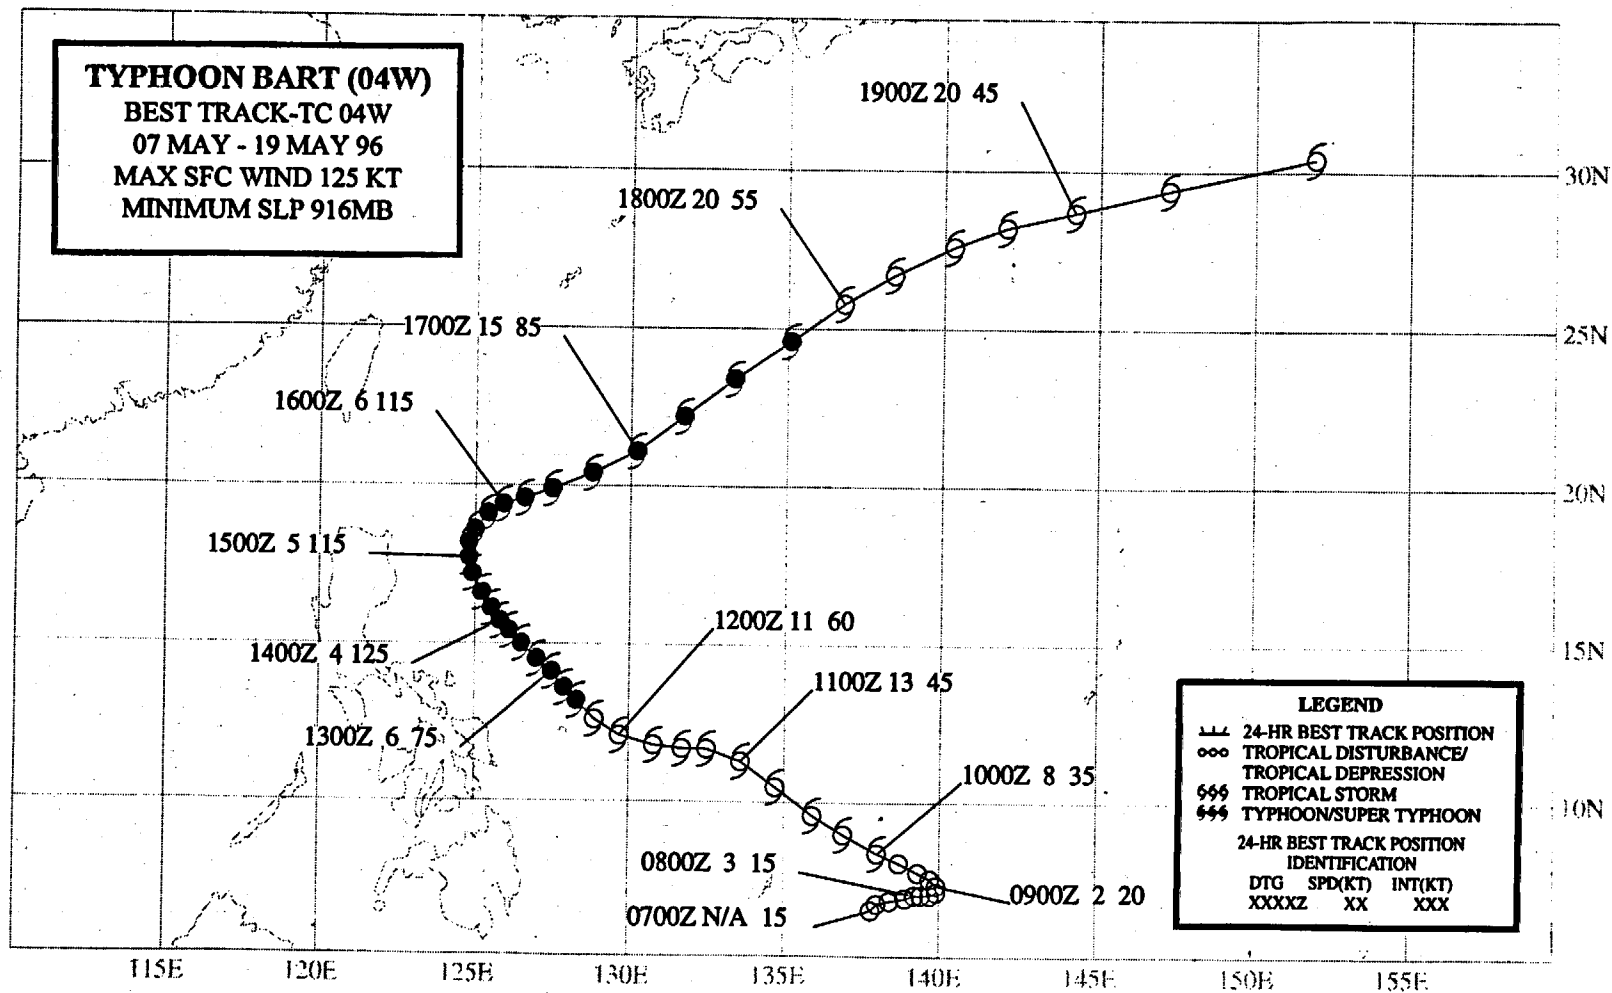 TYPHOON BART (04W)
BEST TRACK-TC 04W
07 MAY - 19 MAY 96
MAX SFC WIND 125 KT
MINIMUM SLP 916MB
1900Z 20 45
30N
1800Z 20 55
1700Z 15 85
25N
1600Z 6 115
20N
1500Z 5 115
1200Z 11 60
1400Z 4 125
15N
1100Z 13 45
1300Z 6 75
1000Z 8 35
10N
0800Z 3 15
0900Z 2 20
0700Z N/A 15
LEGEND
24-HR BEST TRACK POSITION
TROPICAL DISTURBANCE/
TROPICAL DEPRESSION
TROPICAL STORM
TYPHOON/SUPER TYPHOON
24-HR BEST TRACK POSITION
IDENTIFICATION
DTG SPD(KT) INT(KT)
XXXXZ XX XXX
115E 120E 125E 130E 135E 140E 145E 150E 155E